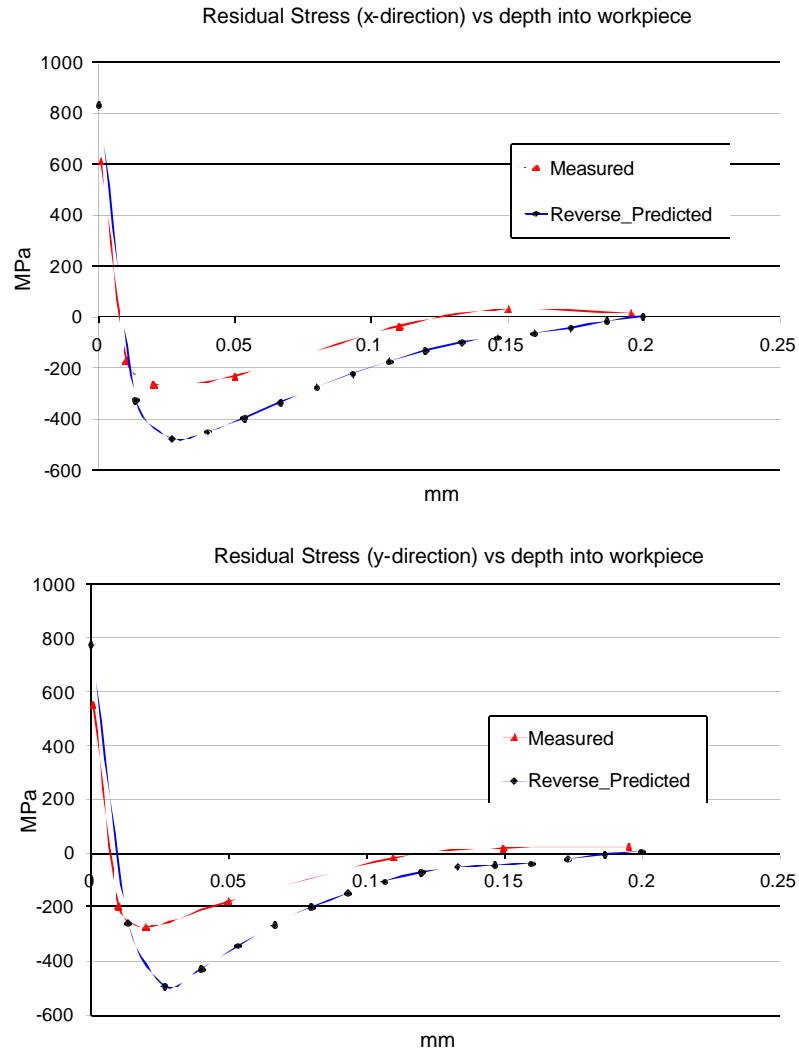 Residual Stress (x-direction) vs depth into workpiece
1000
800
600
400
200
0
-200
-400
-600
MPa
0 0.05 0.1 0.15 0.2 0.25
mm
Measured
Reverse_Predicted
Residual Stress (y-direction) vs depth into workpiece
1000
800
600
400
200
0
-200
-400
-600
MPa
0 0.05 0.1 0.15 0.2 0.25
mm
Measured
Reverse_Predicted